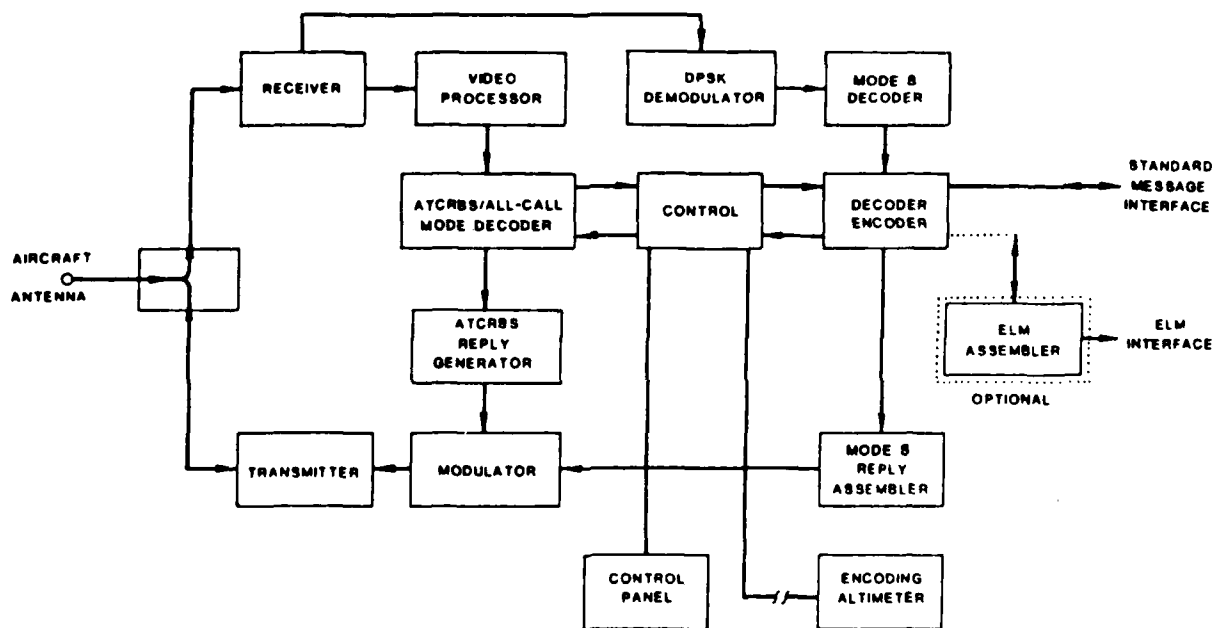 RECEIVER
VIDEO
PROCESSOR
DPSK
DEMODULATOR
MODE S
DECODER
ATCRBS/ALL-CALL
MODE DECODER
CONTROL
DECODER
ENCODER
STANDARD
MESSAGE
INTERFACE
AIRCRAFT
ANTENNA
ATCRBS
REPLY
GENERATOR
ELM
ASSEMBLER
ELM
INTERFACE
OPTIONAL
TRANSMITTER
MODULATOR
MODE S
REPLY
ASSEMBLER
CONTROL
PANEL
ENCODING
ALTIMETER